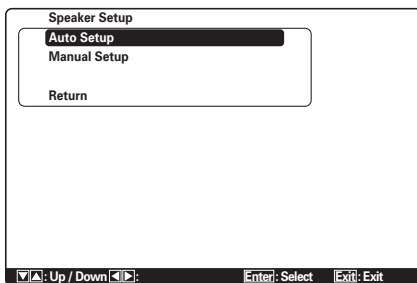 Speaker Setup
Auto Setup
Manual Setup
Return
▼▲: Up / Down ◀▶: Enter: Select Exit: Exit